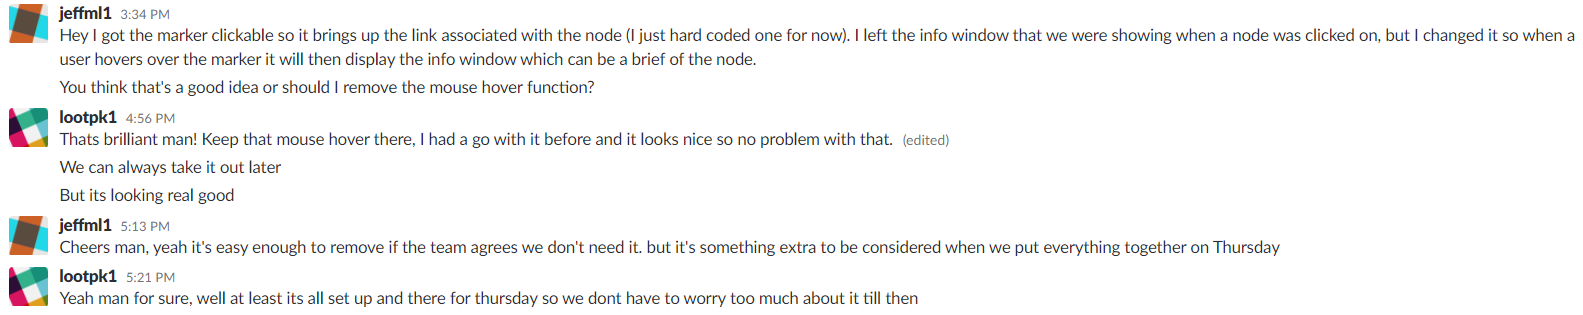 jeffml1 3:34 PM
Hey I got the marker clickable so it brings up the link associated with the node (I just hard coded one for now). I left the info window that we were showing when a node was clicked on, but I changed it so when a
user hovers over the marker it will then display the info window which can be a brief of the node.
You think that's a good idea or should I remove the mouse hover function?
lootpk1 4:56 PM
Thats brilliant man! Keep that mouse hover there, I had a go with it before and it looks nice so no problem with that. (edited)
We can always take it out later
But its looking real good
jeffml1 5:13 PM
Cheers man, yeah it's easy enough to remove if the team agrees we don't need it. but it's something extra to be considered when we put everything together on Thursday
lootpk1 5:21 PM
Yeah man for sure, well at least its all set up and there for thursday so we dont have to worry too much about it till then